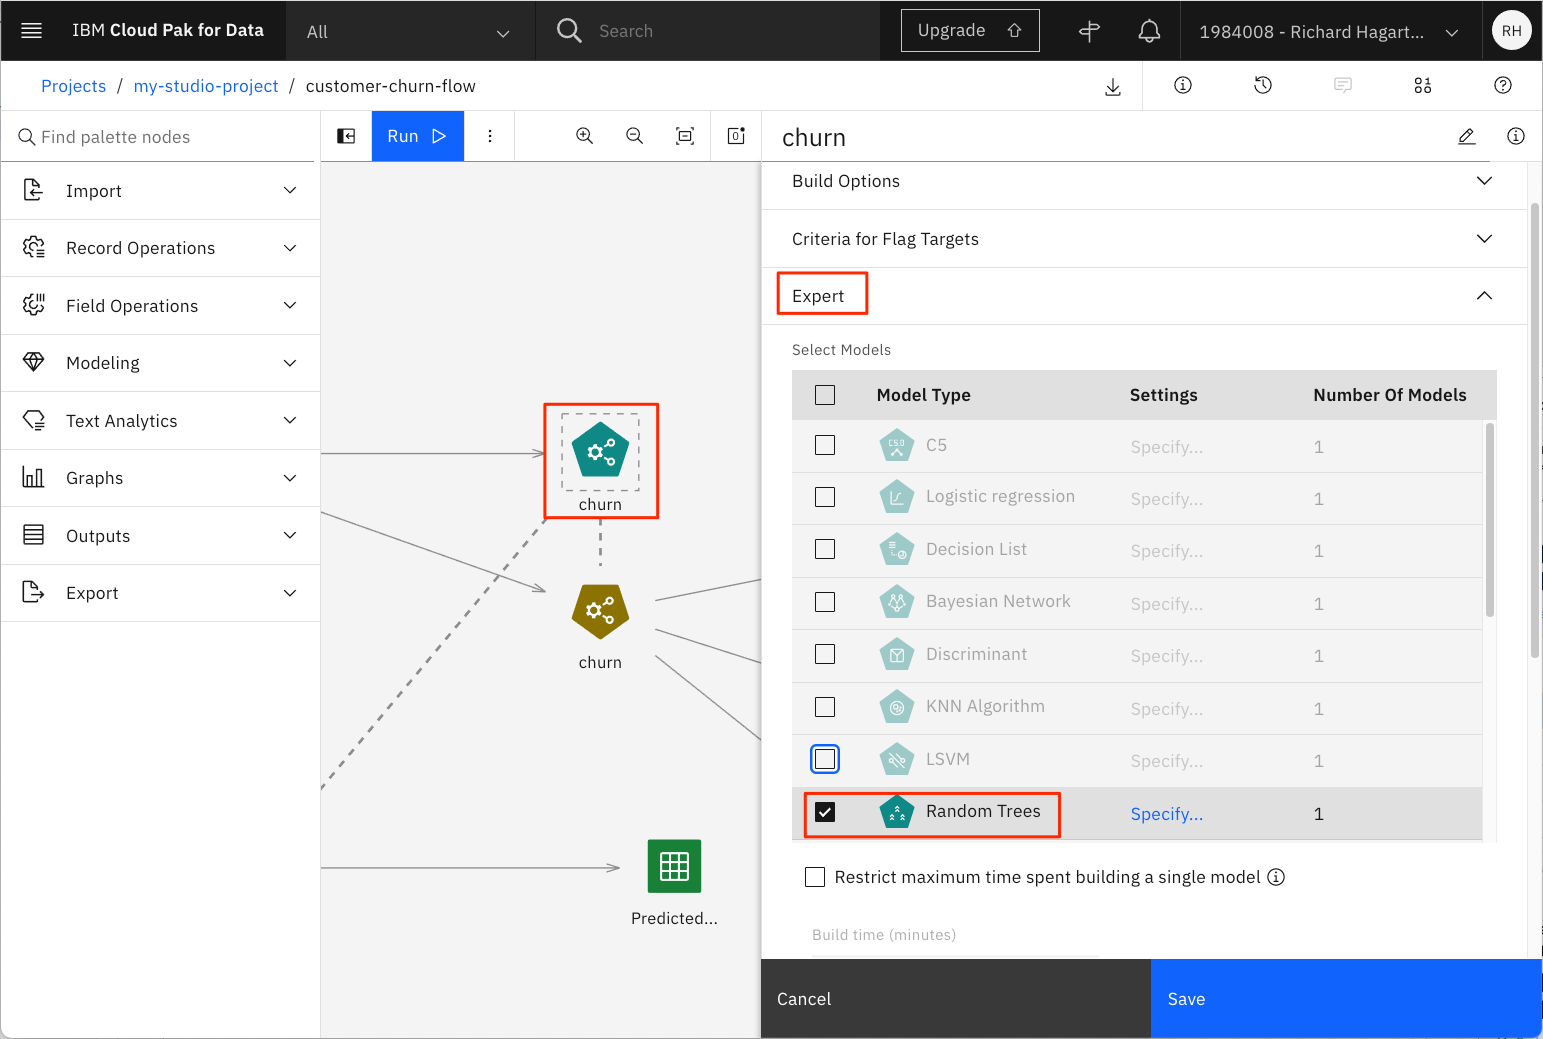 IBM Cloud Pak for Data
All
Search
Upgrade
1984008 - Richard Hagart...
RH
Projects / my-studio-project / customer-churn-flow
Find palette nodes
Run
churn
Import
Record Operations
Field Operations
Modeling
Text Analytics
Graphs
Outputs
Export
churn
churn
Predicted...
Build Options
Criteria for Flag Targets
Expert
Select Models
Model Type Settings Number Of Models
C5 Specify... 1
Logistic regression Specify... 1
Decision List Specify... 1
Bayesian Network Specify... 1
Discriminant Specify... 1
KNN Algorithm Specify... 1
LSVM Specify... 1
Random Trees Specify... 1
Restrict maximum time spent building a single model
Build time (minutes)
Cancel
Save